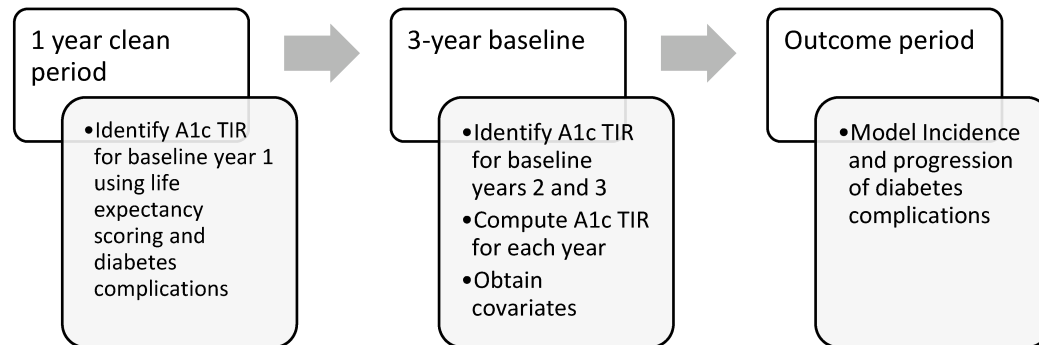 1 year clean
period
•Identify A1c TIR
for baseline year 1
using life
expectancy
scoring and
diabetes
complications
3-year baseline
•Identify A1c TIR
for baseline
years 2 and 3
•Compute A1c TIR
for each year
•Obtain
covariates
Outcome period
•Model Incidence
and progression
of diabetes
complications